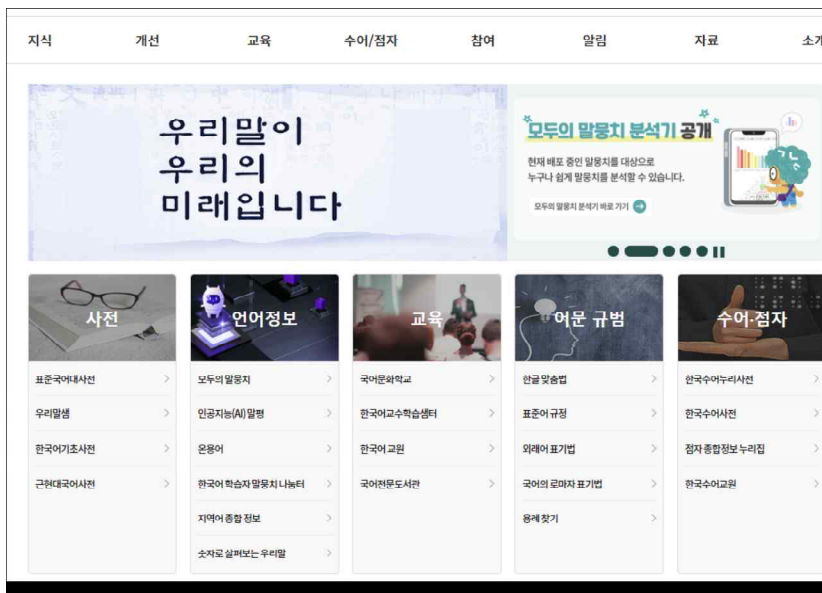 지식
개선
교육
수어/점자
참여
알림
자료
우리말이
우리의
미래입니다
모두의 말뭉치 분석기 공개
현재 배포 중인 말뭉치를 대상으로
누구나 쉽게 말뭉치를 분석할 수 있습니다.
모두의 말뭉치 분석기 바로 가기
사전
표준국어대사전
우리말샘
한국어기초사전
근현대국어사전
언어정보
모두의 말뭉치
인공지능(AI) 말평
온용어
한국어 학습자 말뭉치 나눔터
지역어 종합 정보
숫자로 살펴보는 우리말
교육
국어문화학교
한국어교수학습샘터
한국어 교원
국어전문도서관
어문 규범
한글 맞춤법
표준어 규정
외래어 표기법
국어의 로마자 표기법
용례 찾기
수어·점자
한국수어누리사전
한국수어사전
점자 종합정보 누리집
한국수어교원